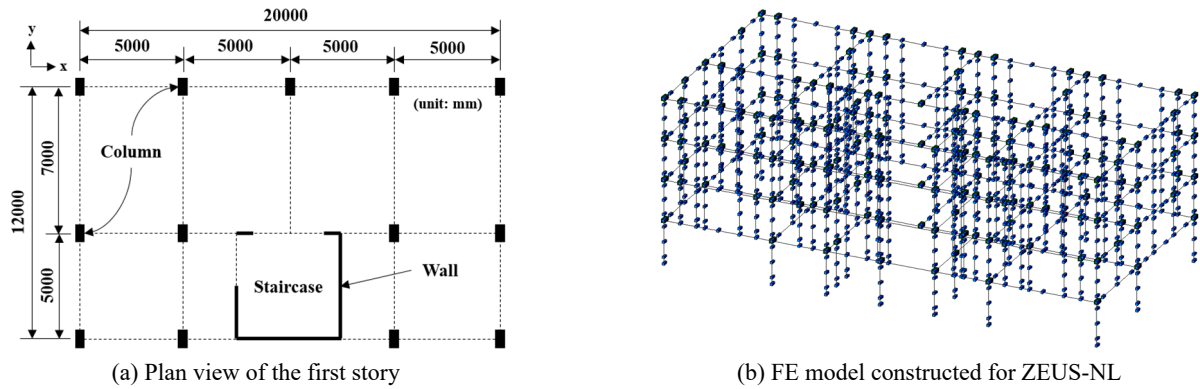 20000
y
5000
5000
5000
5000
x
(unit: mm)
Column
7000
12000
Wall
Staircase
5000
(a) Plan view of the first story
(b) FE model constructed for ZEUS-NL